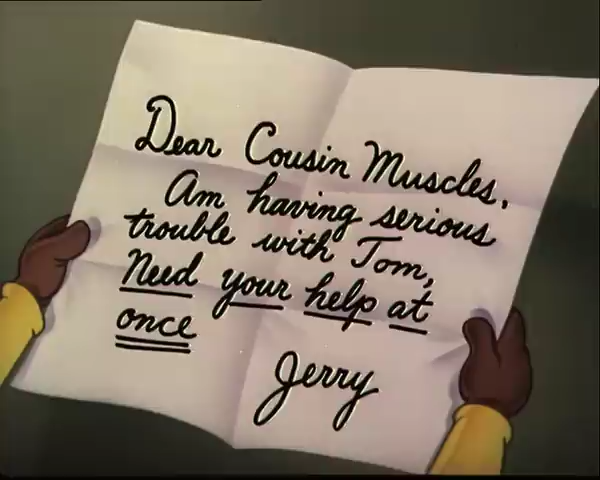 Dear Cousin Muscles,
Am having serious
trouble with Tom,
Need your help at
once
Jerry